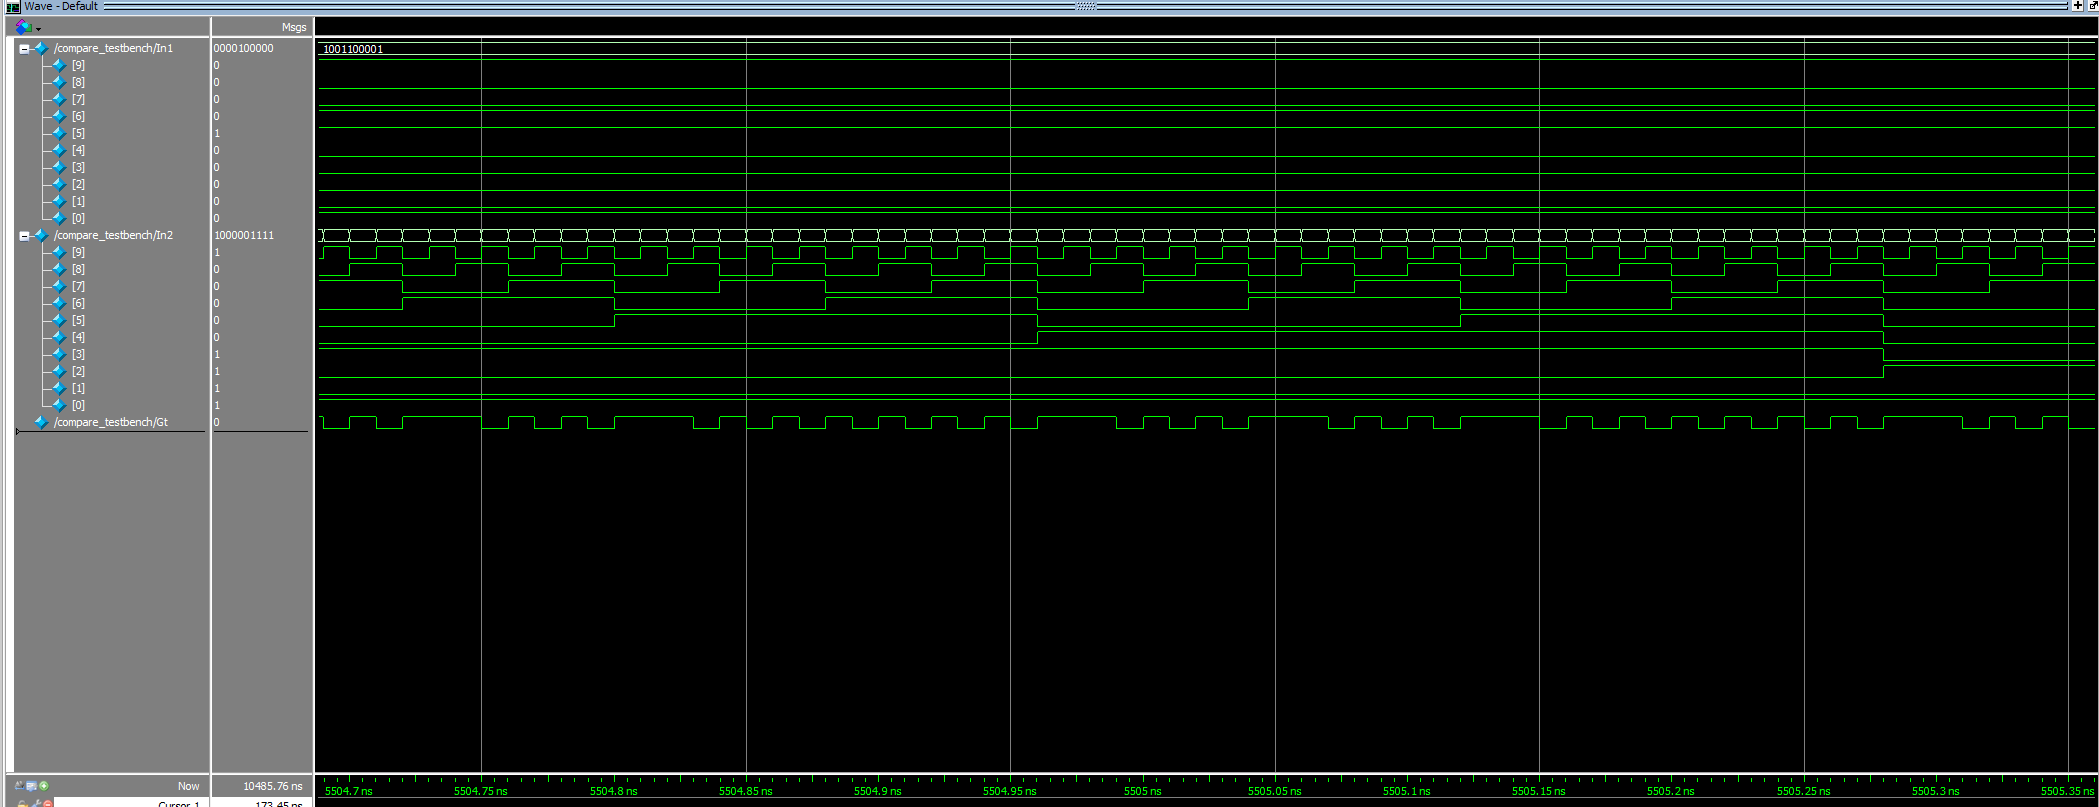 Wave - Default
Msgs
/compare_testbench/In1 0000100000 1001100001
[9] 0
[8] 0
[7] 0
[6] 0
[5] 1
[4] 0
[3] 0
[2] 0
[1] 0
[0] 0
/compare_testbench/In2 1000001111
[9] 1
[8] 0
[7] 0
[6] 0
[5] 0
[4] 0
[3] 1
[2] 1
[1] 1
[0] 1
/compare_testbench/Gt 0
Now 10485.76 ns 5504.7 ns 5504.75 ns 5504.8 ns 5504.85 ns 5504.9 ns 5504.95 ns 5505 ns 5505.05 ns 5505.1 ns 5505.15 ns 5505.2 ns 5505.25 ns 5505.3 ns 5505.35 ns
Cursor 1 173.45 ns